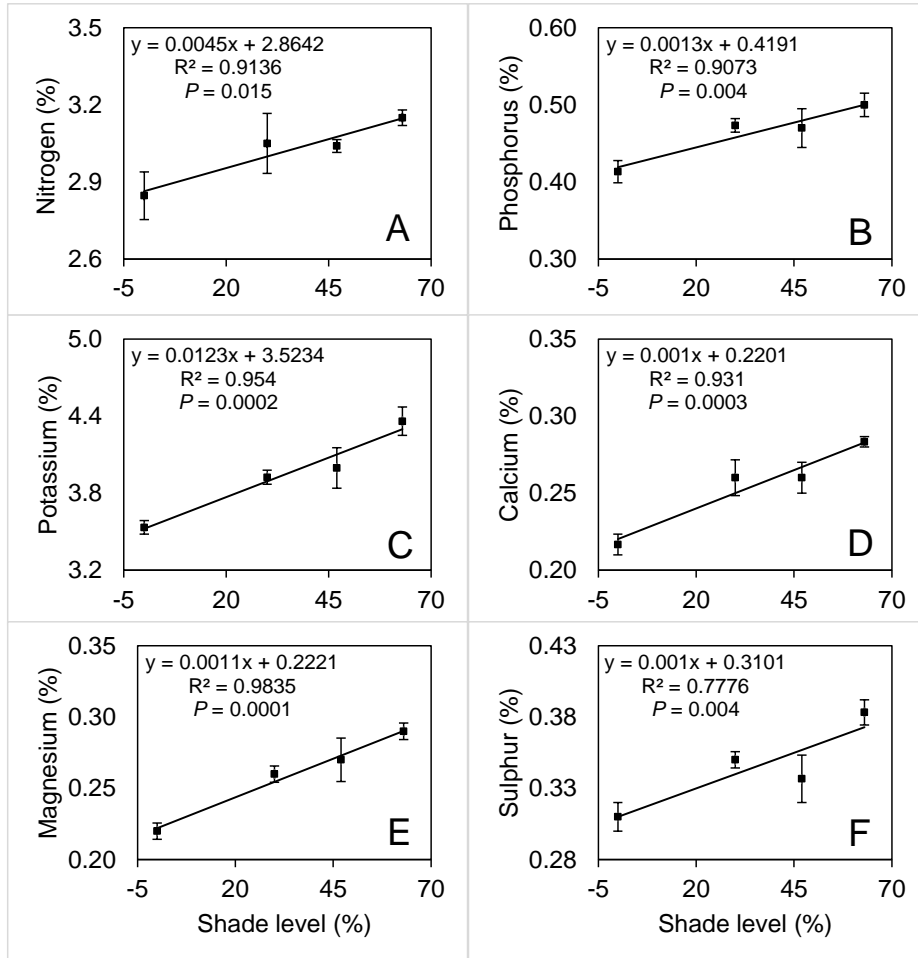 Nitrogen (%)
3.5
3.2
2.9
2.6
y = 0.0045x + 2.8642
R² = 0.9136
P = 0.015
A
-5 20 45 70
Phosphorus (%)
0.60
0.50
0.40
0.30
y = 0.0013x + 0.4191
R² = 0.9073
P = 0.004
B
-5 20 45 70
Potassium (%)
5.0
4.4
3.8
3.2
y = 0.0123x + 3.5234
R² = 0.954
P = 0.0002
C
-5 20 45 70
Calcium (%)
0.35
0.30
0.25
0.20
y = 0.001x + 0.2201
R² = 0.931
P = 0.0003
D
-5 20 45 70
Magnesium (%)
0.35
0.30
0.25
0.20
y = 0.0011x + 0.2221
R² = 0.9835
P = 0.0001
E
-5 20 45 70
Shade level (%)
Sulphur (%)
0.43
0.38
0.33
0.28
y = 0.001x + 0.3101
R² = 0.7776
P = 0.004
F
-5 20 45 70
Shade level (%)